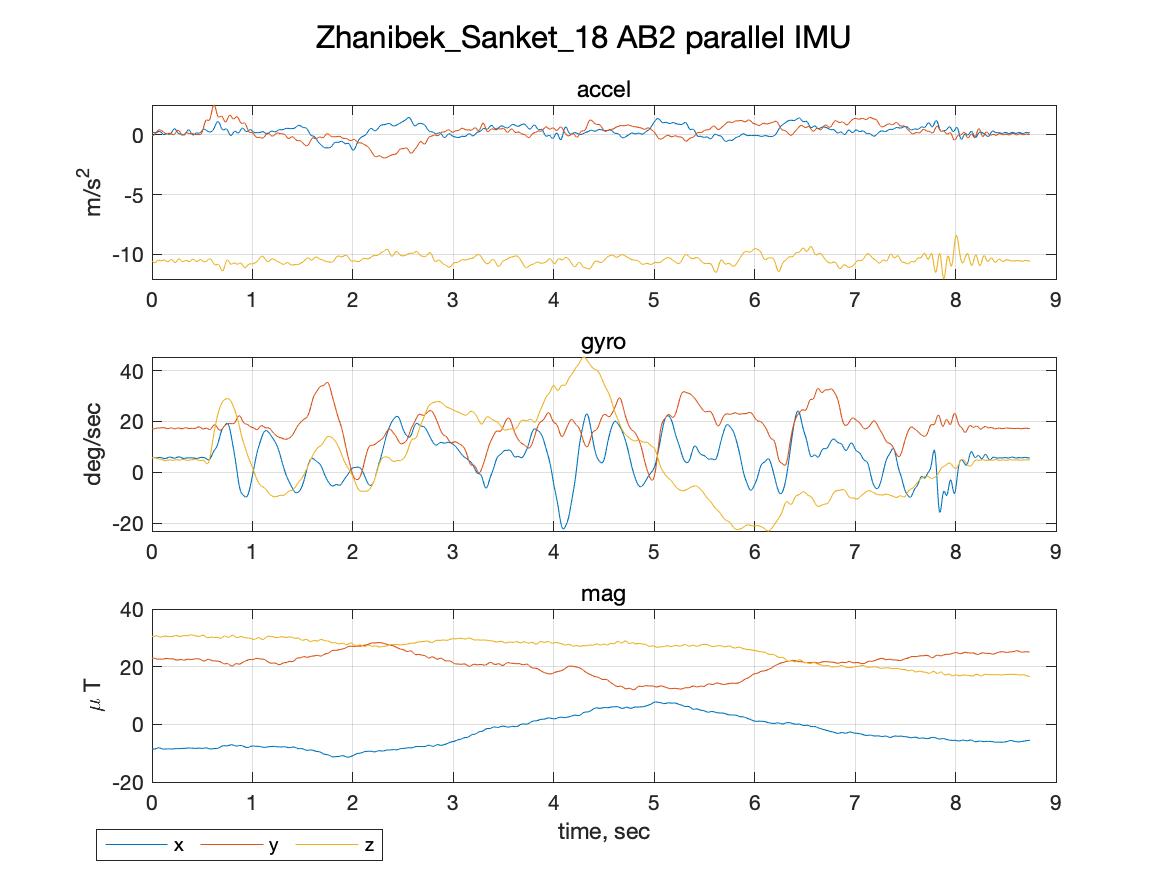 Zhanibek_Sanket_18 AB2 parallel IMU
accel
m/s²
0
-5
-10
0 1 2 3 4 5 6 7 8 9
gyro
deg/sec
40
20
0
-20
0 1 2 3 4 5 6 7 8 9
mag
μ T
40
20
0
-20
0 1 2 3 4 5 6 7 8 9
time, sec
x y z